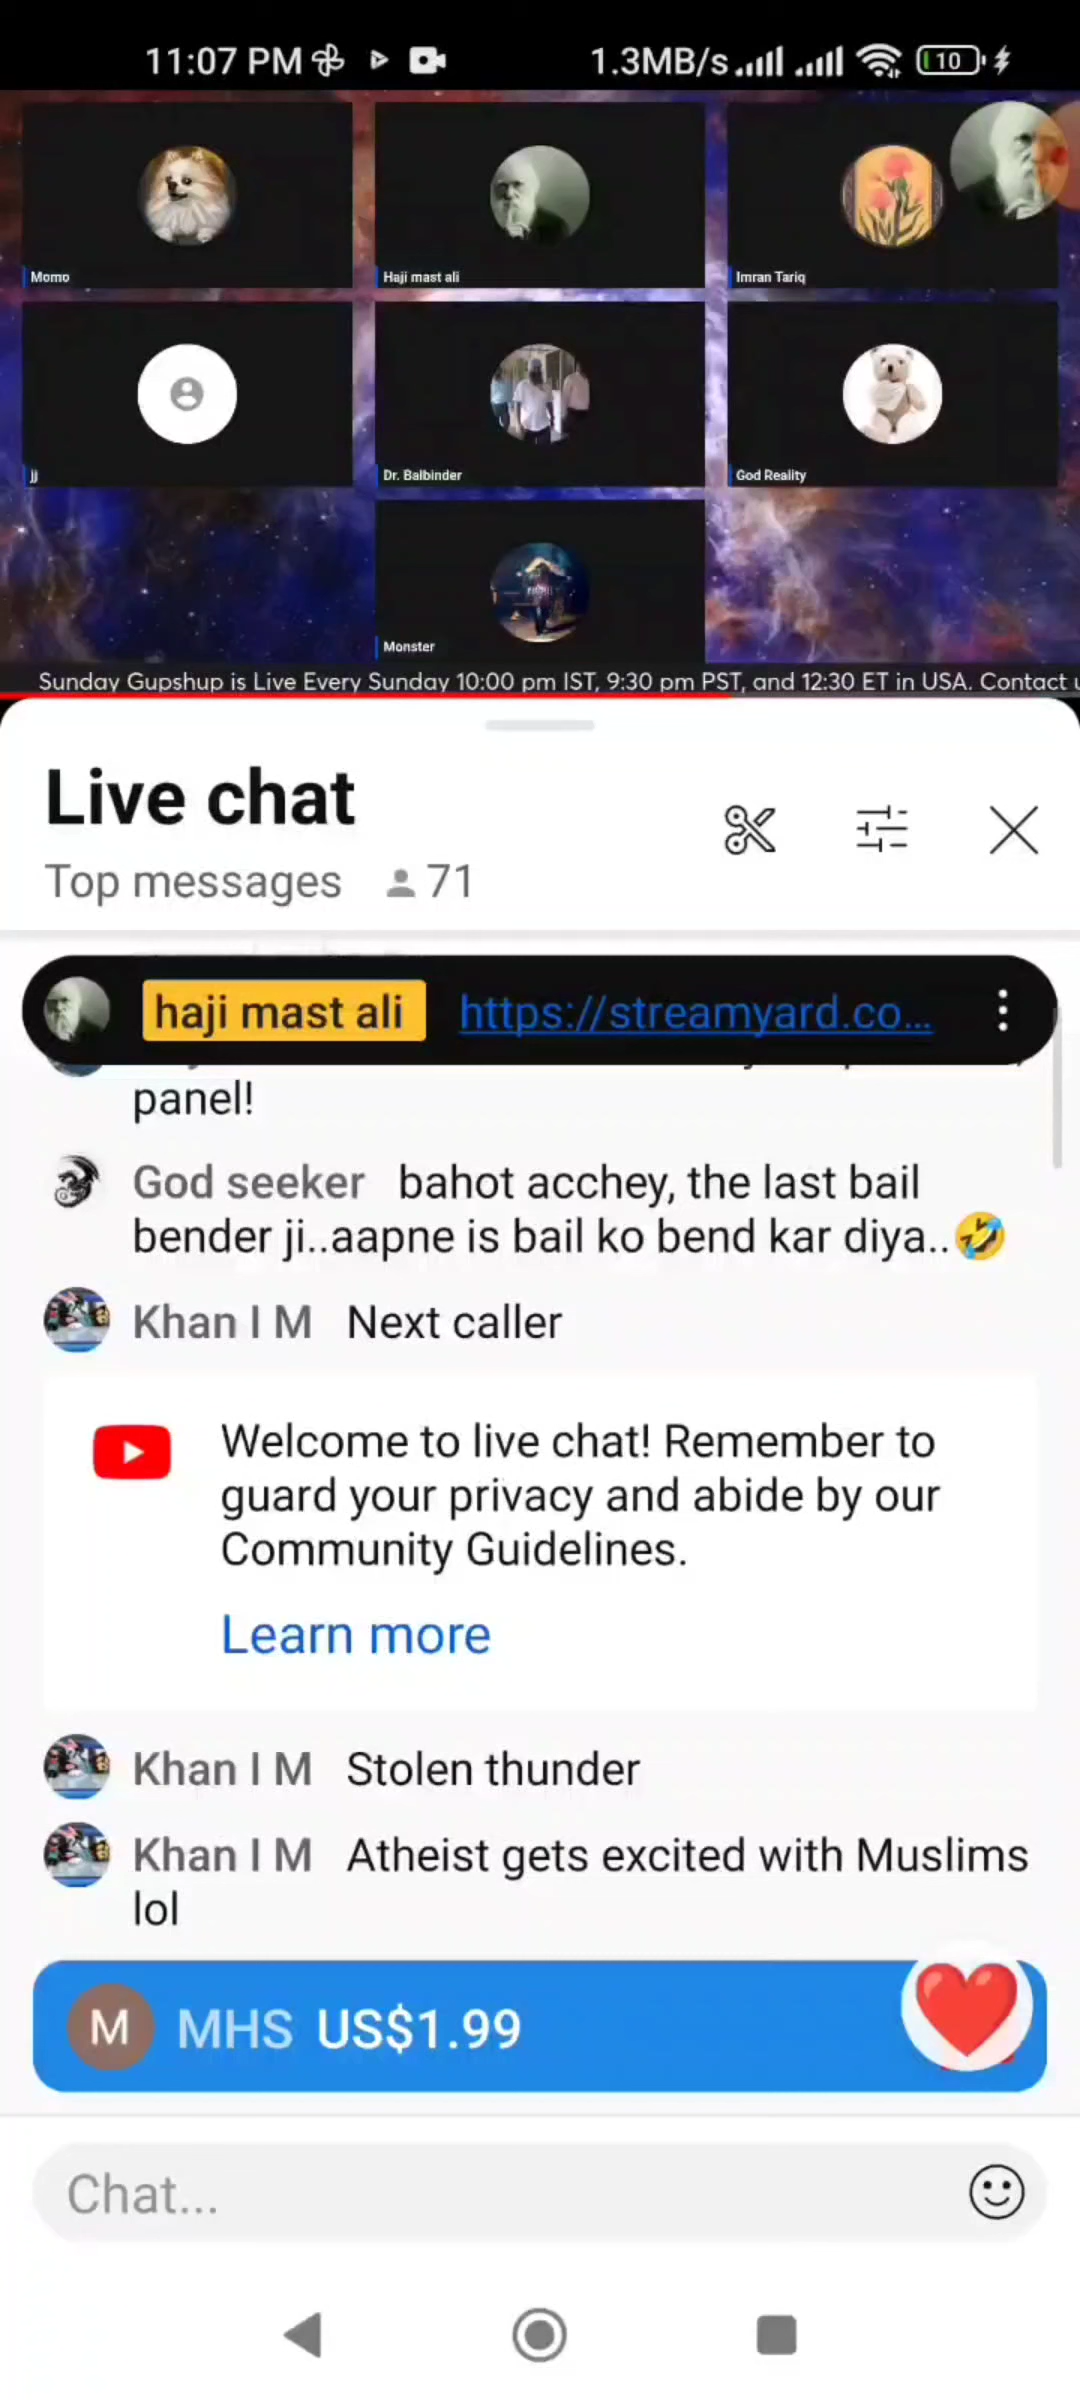 11:07 PM 1.3MB/s 10
Momo
Haji mast ali
Imran Tariq
jj
Dr. Balbinder
God Reality
Monster
Sunday Gupshup is Live Every Sunday 10:00 pm IST, 9:30 pm PST, and 12:30 ET in USA. Contact u
Live chat
Top messages 71
haji mast ali https://streamyard.co...
panel!
God seeker bahot acchey, the last bail
bender ji..aapne is bail ko bend kar diya..🤣
Khan I M Next caller
Welcome to live chat! Remember to
guard your privacy and abide by our
Community Guidelines.
Learn more
Khan I M Stolen thunder
Khan I M Atheist gets excited with Muslims
lol
M MHS US$1.99
Chat...